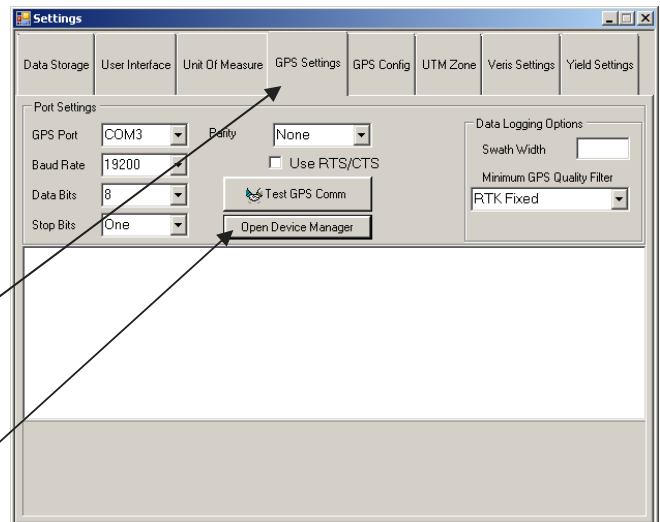 Settings
Data Storage
User Interface
Unit Of Measure
GPS Settings
GPS Config
UTM Zone
Veris Settings
Yield Settings
Port Settings
GPS Port COM3 Parity None
Baud Rate 19200 Use RTS/CTS
Data Bits 8 Test GPS Comm
Stop Bits One Open Device Manager
Data Logging Options
Swath Width
Minimum GPS Quality Filter
RTK Fixed